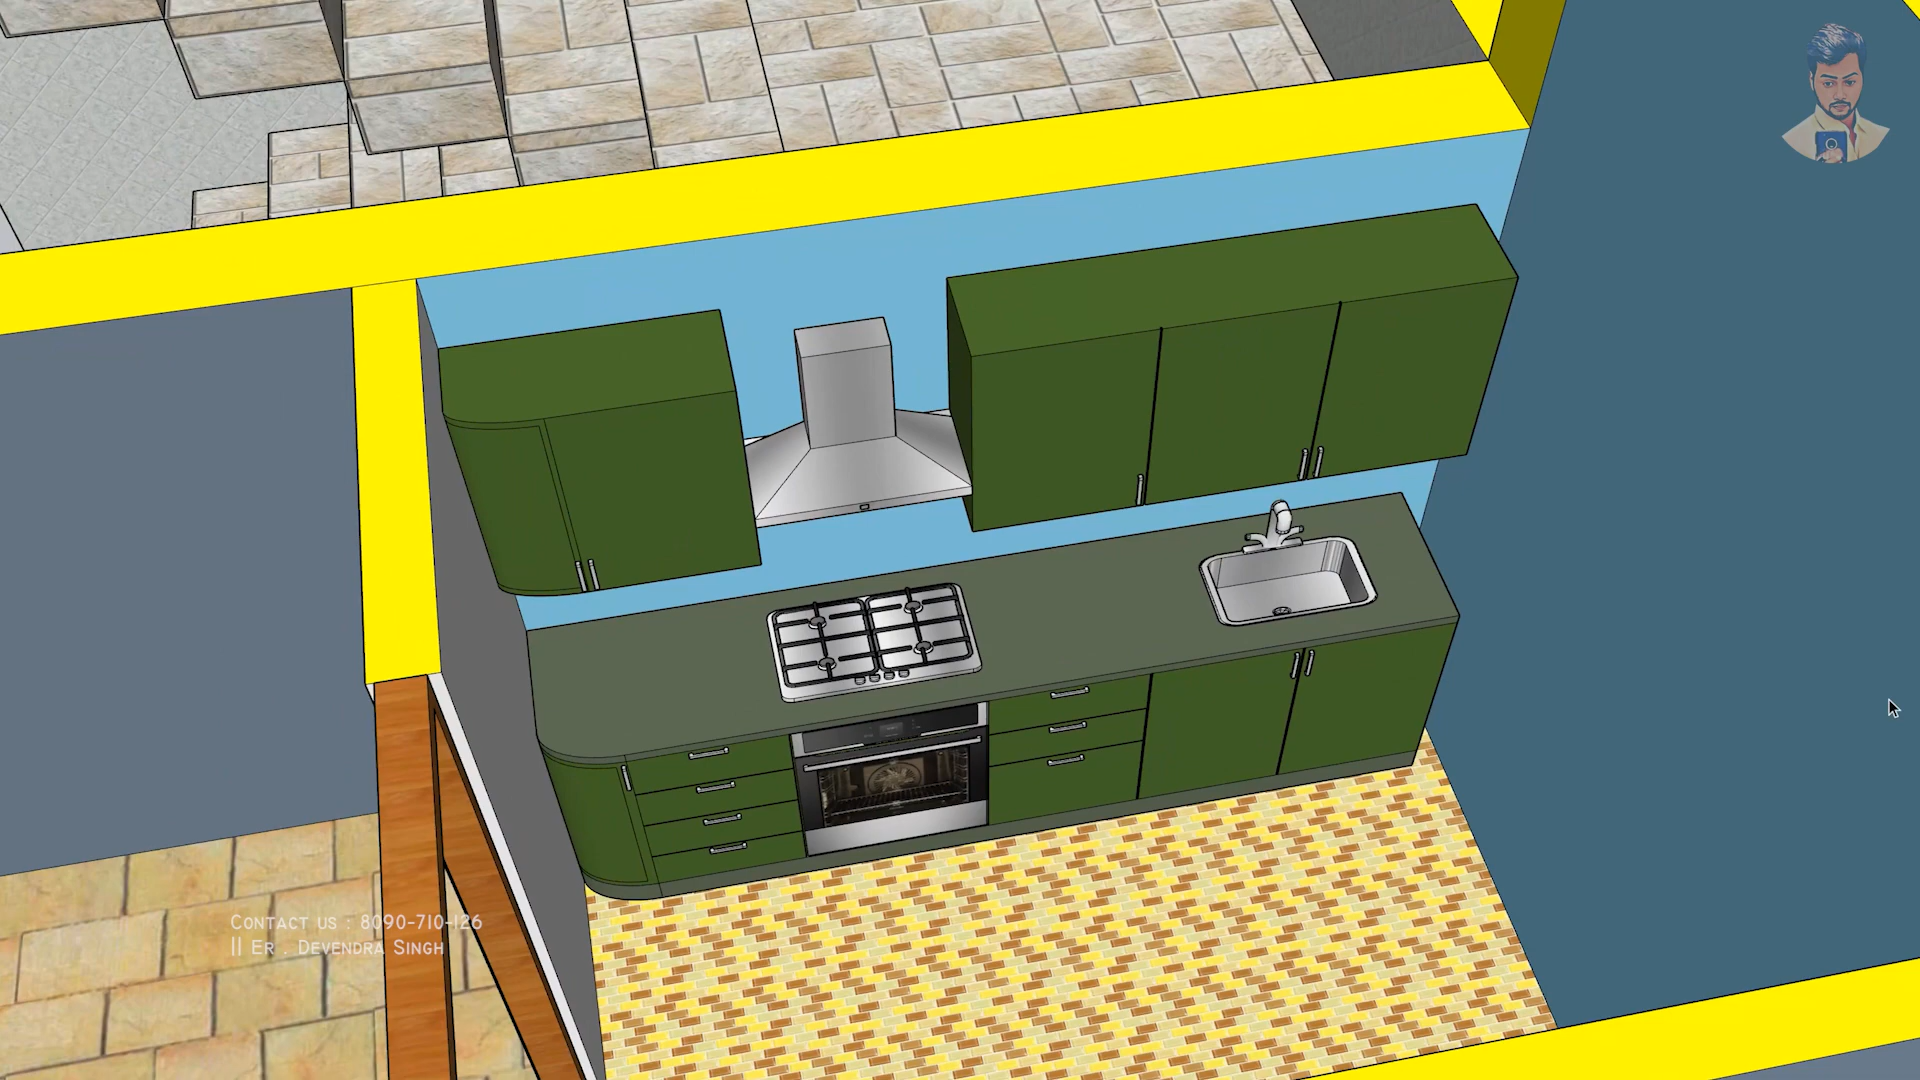 Contact us : 8090-710-126
|| Er . Devendra Singh